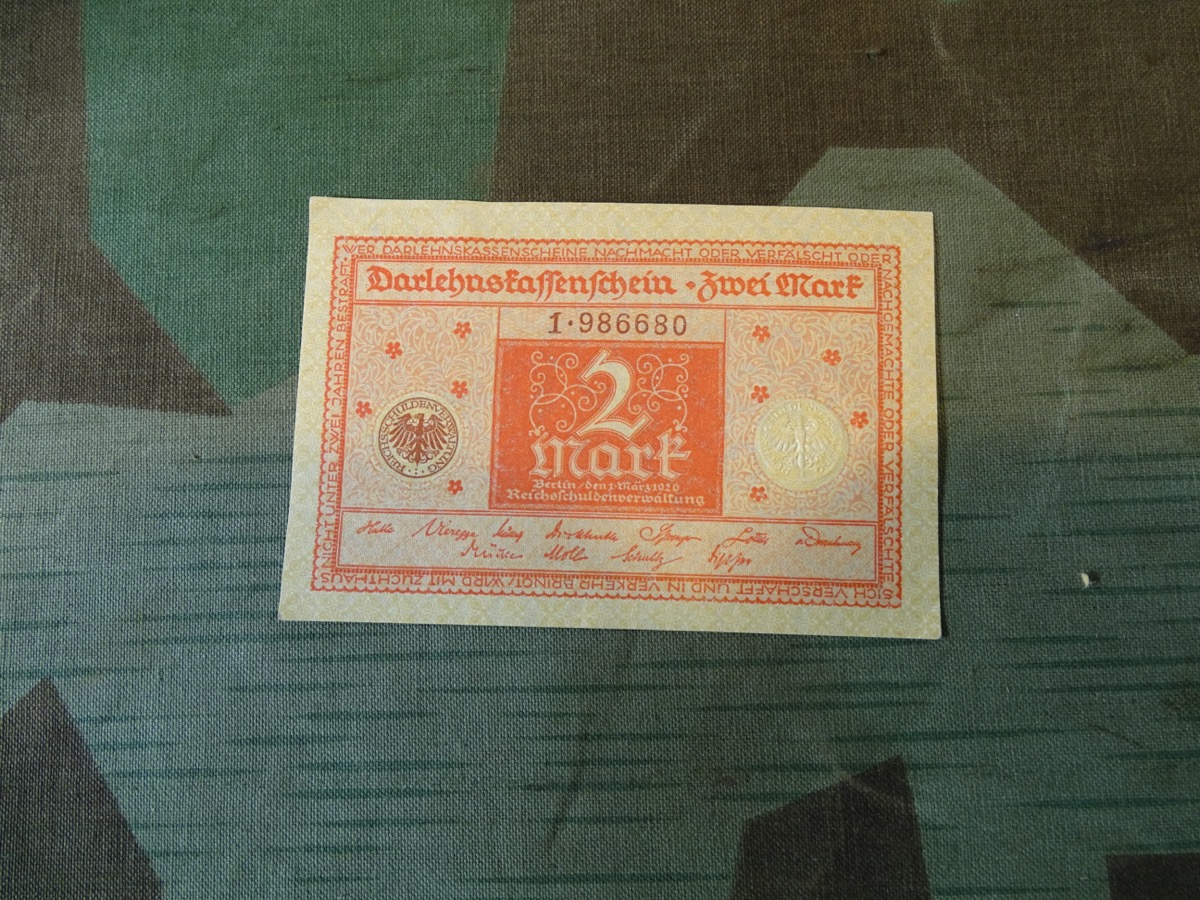 WER DARLEHNSKASSENSCHEINE NACHMACHT ODER VERFÄLSCHT ODER
NACHGEMACHTE ODER VERFÄLSCHTE
SICH VERSCHAFFT UND IN VERKEHR BRINGT, WIRD MIT ZUCHTHAUS
NICHT UNTER ZWEI JAHREN BESTRAFT.
Darlehnskassenschein • Zwei Mark
1·986680
2
Mark
Berlin, den 1. März 1920
Reichsschuldenverwaltung
REICHSSCHULDENVERWALTUNG